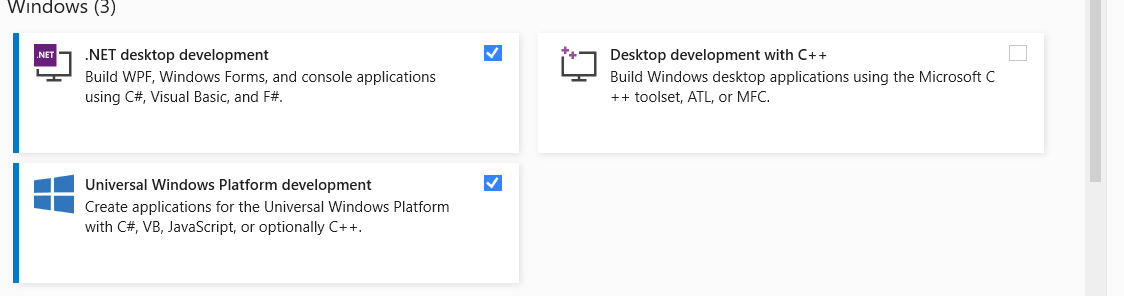 Windows (3)
.NET
.NET desktop development
Build WPF, Windows Forms, and console applications
using C#, Visual Basic, and F#.
Desktop development with C++
Build Windows desktop applications using the Microsoft C
++ toolset, ATL, or MFC.
Universal Windows Platform development
Create applications for the Universal Windows Platform
with C#, VB, JavaScript, or optionally C++.